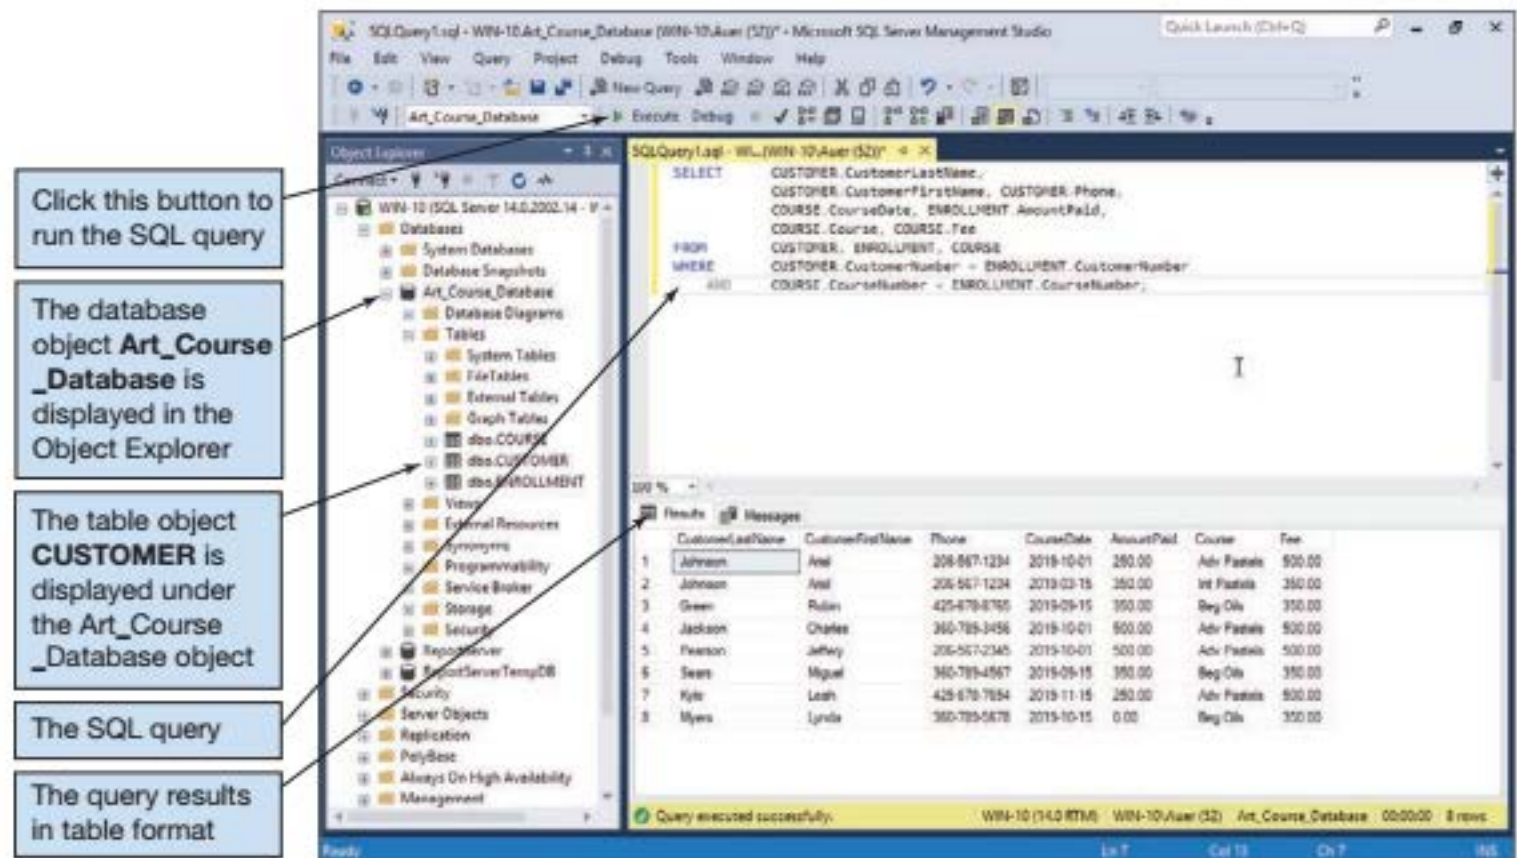 SQLQuery1.sql - WIN-10.Art_Course_Database (WIN-10\Auer (52))* - Microsoft SQL Server Management Studio
Quick Launch (Ctrl+Q)
File Edit View Query Project Debug Tools Window Help
New Query
Art_Course_Database
Execute Debug
Click this button to
run the SQL query
The database
object Art_Course
_Database is
displayed in the
Object Explorer
The table object
CUSTOMER is
displayed under
the Art_Course
_Database object
The SQL query
The query results
in table format
Object Explorer
Connect
WIN-10 (SQL Server 14.0.2002.14 - W
Databases
System Databases
Database Snapshots
Art_Course_Database
Database Diagrams
Tables
System Tables
FileTables
External Tables
Graph Tables
dbo.COURSE
dbo.CUSTOMER
dbo.ENROLLMENT
Views
External Resources
Synonyms
Programmability
Service Broker
Storage
Security
ReportServer
ReportServerTempDB
Security
Server Objects
Replication
PolyBase
Always On High Availability
Management
SQLQuery1.sql - WI...(WIN-10\Auer (52))*
SELECT CUSTOMER.CustomerLastName,
CUSTOMER.CustomerFirstName, CUSTOMER.Phone,
COURSE.CourseDate, ENROLLMENT.AmountPaid,
COURSE.Course, COURSE.Fee
FROM CUSTOMER, ENROLLMENT, COURSE
WHERE CUSTOMER.CustomerNumber = ENROLLMENT.CustomerNumber
AND COURSE.CourseNumber = ENROLLMENT.CourseNumber;
100 %
Results Messages
CustomerLastName CustomerFirstName Phone CourseDate AmountPaid Course Fee
1 Johnson Ariel 206-567-1234 2019-10-01 250.00 Adv Pastels 500.00
2 Johnson Ariel 206-567-1234 2019-03-15 350.00 Int Pastels 350.00
3 Green Robin 425-678-8765 2019-09-15 350.00 Beg Oils 350.00
4 Jackson Charles 360-789-3456 2019-10-01 500.00 Adv Pastels 500.00
5 Pearson Jeffery 206-567-2345 2019-10-01 500.00 Adv Pastels 500.00
6 Sears Miguel 360-789-4567 2019-09-15 350.00 Beg Oils 350.00
7 Kyle Leah 425-678-7654 2019-11-15 250.00 Adv Pastels 500.00
8 Myers Lynda 360-789-5678 2019-10-15 0.00 Beg Oils 350.00
Query executed successfully.
WIN-10 (14.0 RTM) WIN-10\Auer (52) Art_Course_Database 00:00:00 8 rows
Ready Ln 7 Col 13 Ch 7 INS